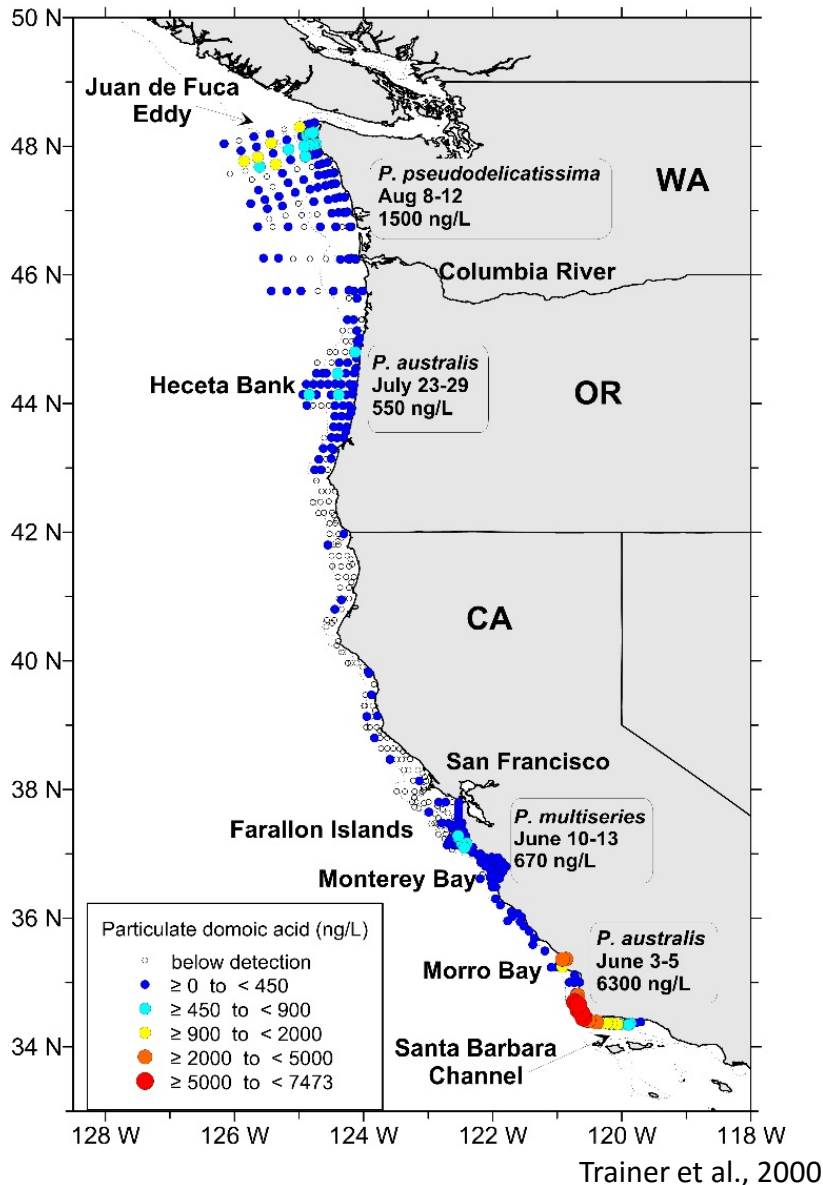 50 N
Juan de Fuca
Eddy
48 N
P. pseudodelicatissima
Aug 8-12
1500 ng/L
WA
46 N
Columbia River
Heceta Bank
P. australis
July 23-29
550 ng/L
OR
44 N
42 N
CA
40 N
San Francisco
38 N
Farallon Islands
P. multiseries
June 10-13
670 ng/L
Monterey Bay
36 N
Particulate domoic acid (ng/L)
below detection
≥ 0 to < 450
≥ 450 to < 900
≥ 900 to < 2000
≥ 2000 to < 5000
≥ 5000 to < 7473
P. australis
June 3-5
6300 ng/L
Morro Bay
34 N
Santa Barbara
Channel
128 W 126 W 124 W 122 W 120 W 118 W
Trainer et al., 2000